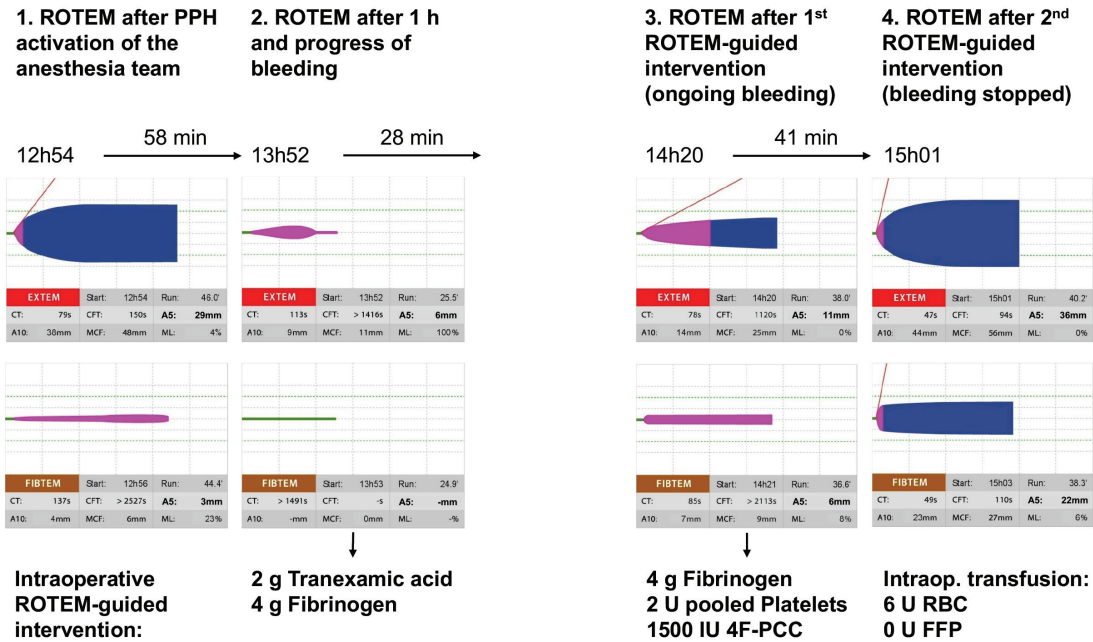 1. ROTEM after PPH
activation of the
anesthesia team
2. ROTEM after 1 h
and progress of
bleeding
3. ROTEM after 1st
ROTEM-guided
intervention
(ongoing bleeding)
4. ROTEM after 2nd
ROTEM-guided
intervention
(bleeding stopped)
12h54
58 min
13h52
28 min
14h20
41 min
15h01
EXTEM Start: 12h54 Run: 46.0'
CT: 79s CFT: 150s A5: 29mm
A10: 38mm MCF: 48mm ML: 4%
EXTEM Start: 13h52 Run: 25.5'
CT: 113s CFT: > 1416s A5: 6mm
A10: 9mm MCF: 11mm ML: 100%
EXTEM Start: 14h20 Run: 38.0'
CT: 78s CFT: 1120s A5: 11mm
A10: 14mm MCF: 25mm ML: 0%
EXTEM Start: 15h01 Run: 40.2'
CT: 47s CFT: 94s A5: 36mm
A10: 44mm MCF: 56mm ML: 0%
FIBTEM Start: 12h56 Run: 44.4'
CT: 137s CFT: > 2527s A5: 3mm
A10: 4mm MCF: 6mm ML: 23%
FIBTEM Start: 13h53 Run: 24.9'
CT: > 1491s CFT: -s A5: -mm
A10: -mm MCF: 0mm ML: -%
FIBTEM Start: 14h21 Run: 36.6'
CT: 85s CFT: > 2113s A5: 6mm
A10: 7mm MCF: 9mm ML: 8%
FIBTEM Start: 15h03 Run: 38.3'
CT: 49s CFT: 110s A5: 22mm
A10: 23mm MCF: 27mm ML: 6%
Intraoperative
ROTEM-guided
intervention:
2 g Tranexamic acid
4 g Fibrinogen
4 g Fibrinogen
2 U pooled Platelets
1500 IU 4F-PCC
Intraop. transfusion:
6 U RBC
0 U FFP